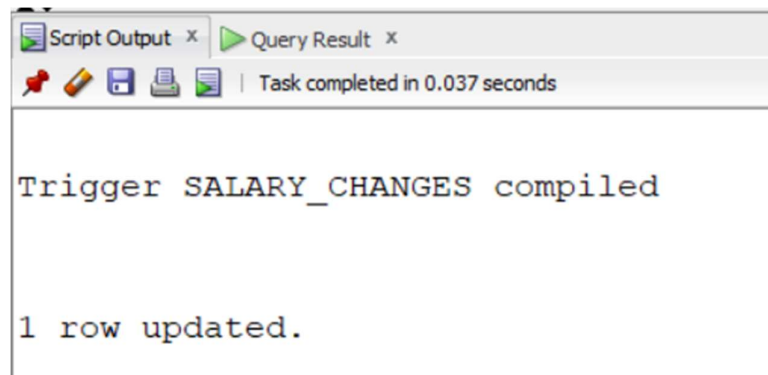 Script Output x Query Result x
Task completed in 0.037 seconds
Trigger SALARY_CHANGES compiled
1 row updated.